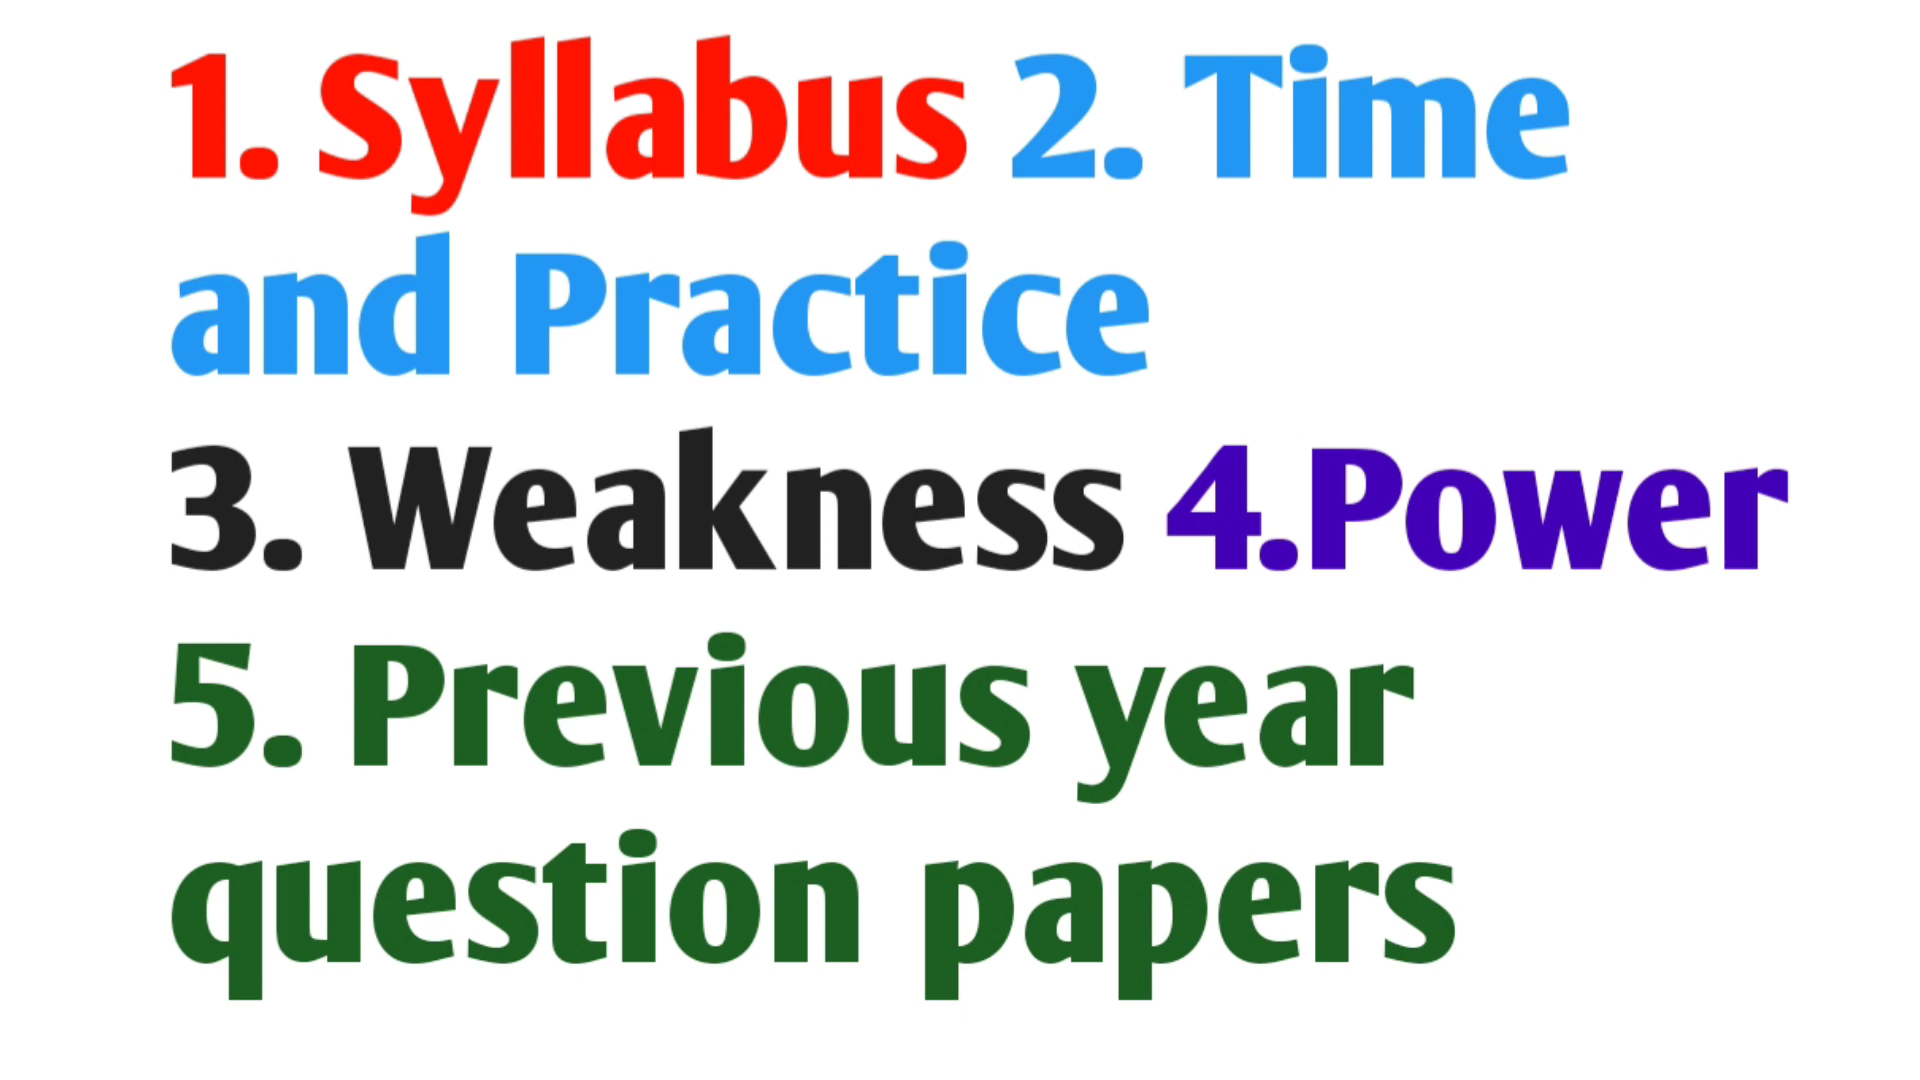 1. Syllabus 2. Time
and Practice
3. Weakness 4.Power
5. Previous year
question papers